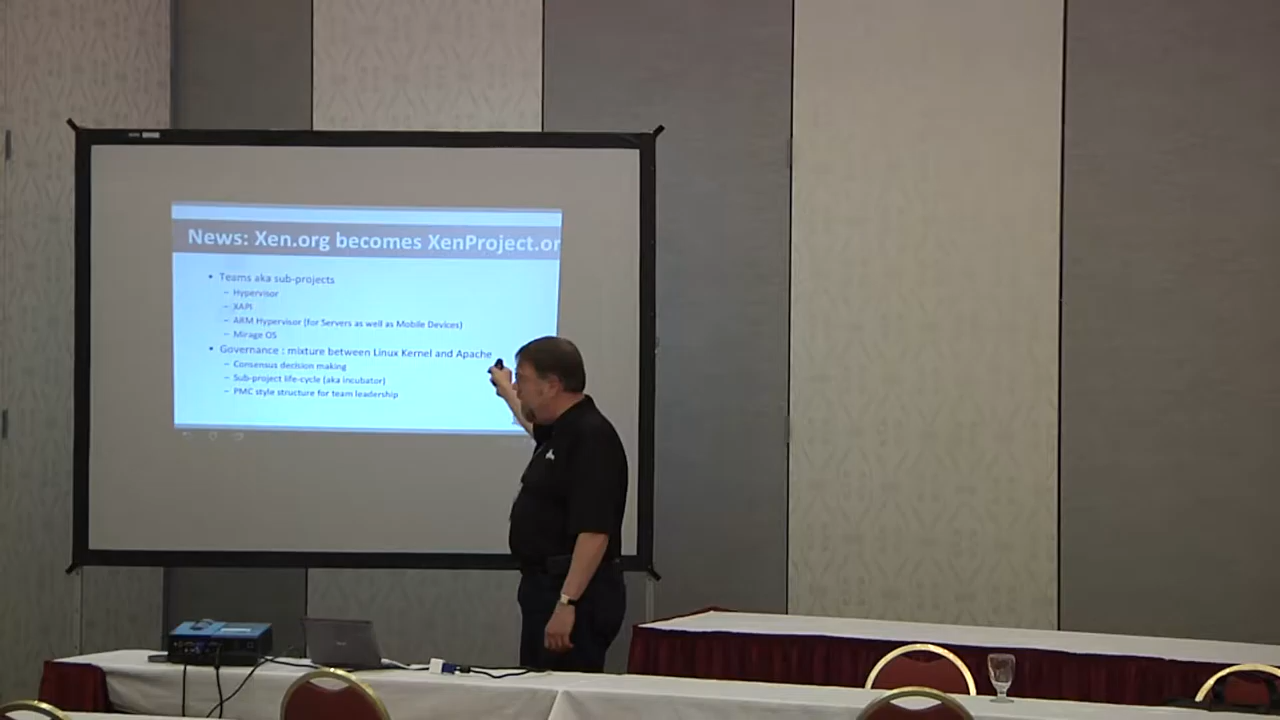 News: Xen.org becomes XenProject.or
• Teams aka sub-projects
– Hypervisor
– XAPI
– ARM Hypervisor (for Servers as well as Mobile Devices)
– Mirage OS
• Governance : mixture between Linux Kernel and Apache
– Consensus decision making
– Sub-project life-cycle (aka incubator)
– PMC style structure for team leadership